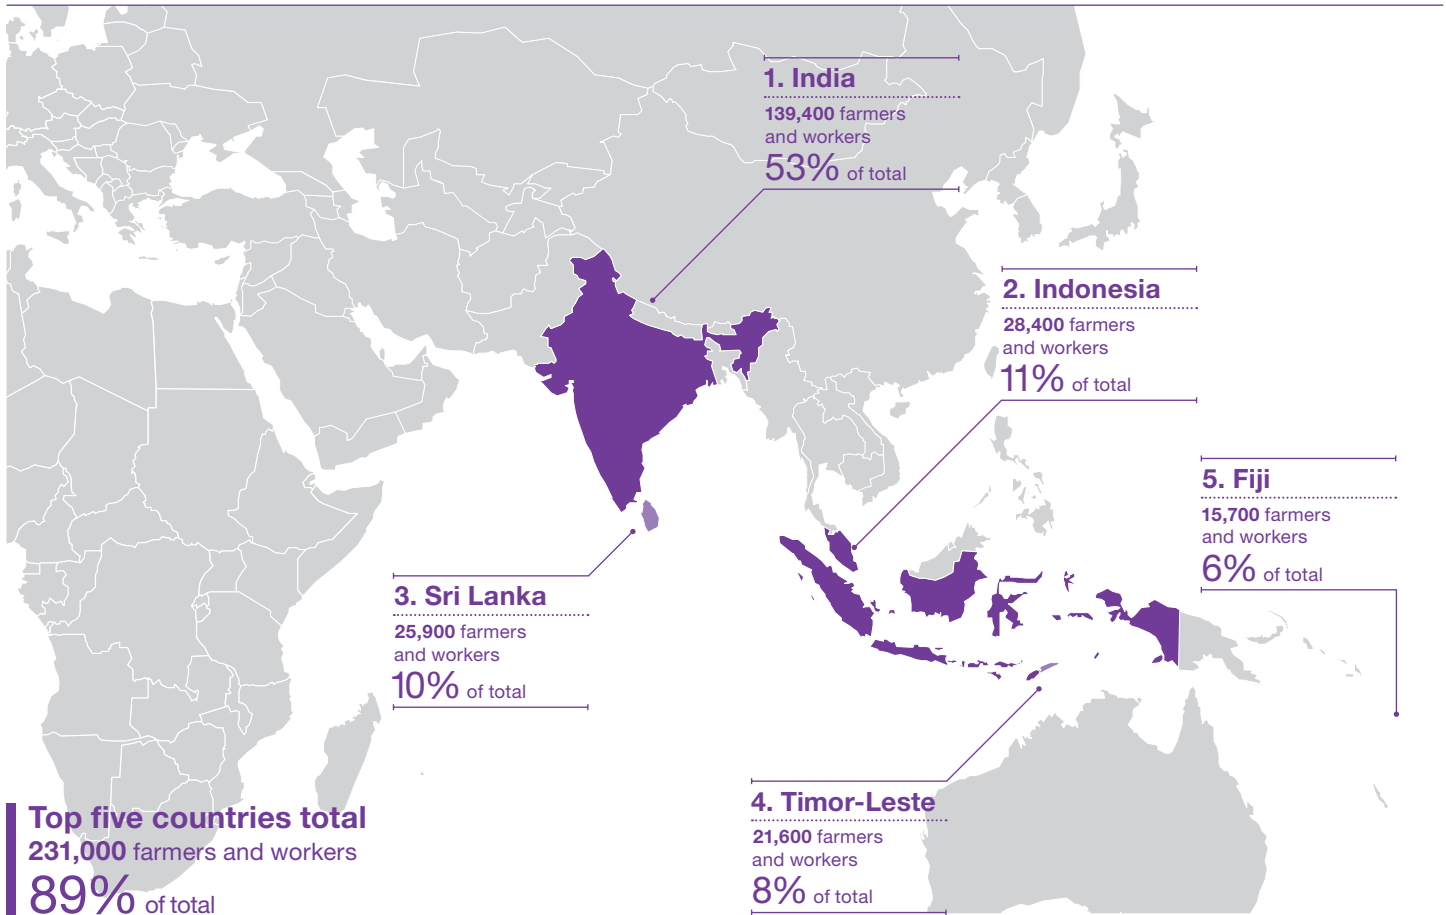 1. India
139,400 farmers
and workers
53% of total
2. Indonesia
28,400 farmers
and workers
11% of total
3. Sri Lanka
25,900 farmers
and workers
10% of total
4. Timor-Leste
21,600 farmers
and workers
8% of total
5. Fiji
15,700 farmers
and workers
6% of total
Top five countries total
231,000 farmers and workers
89% of total